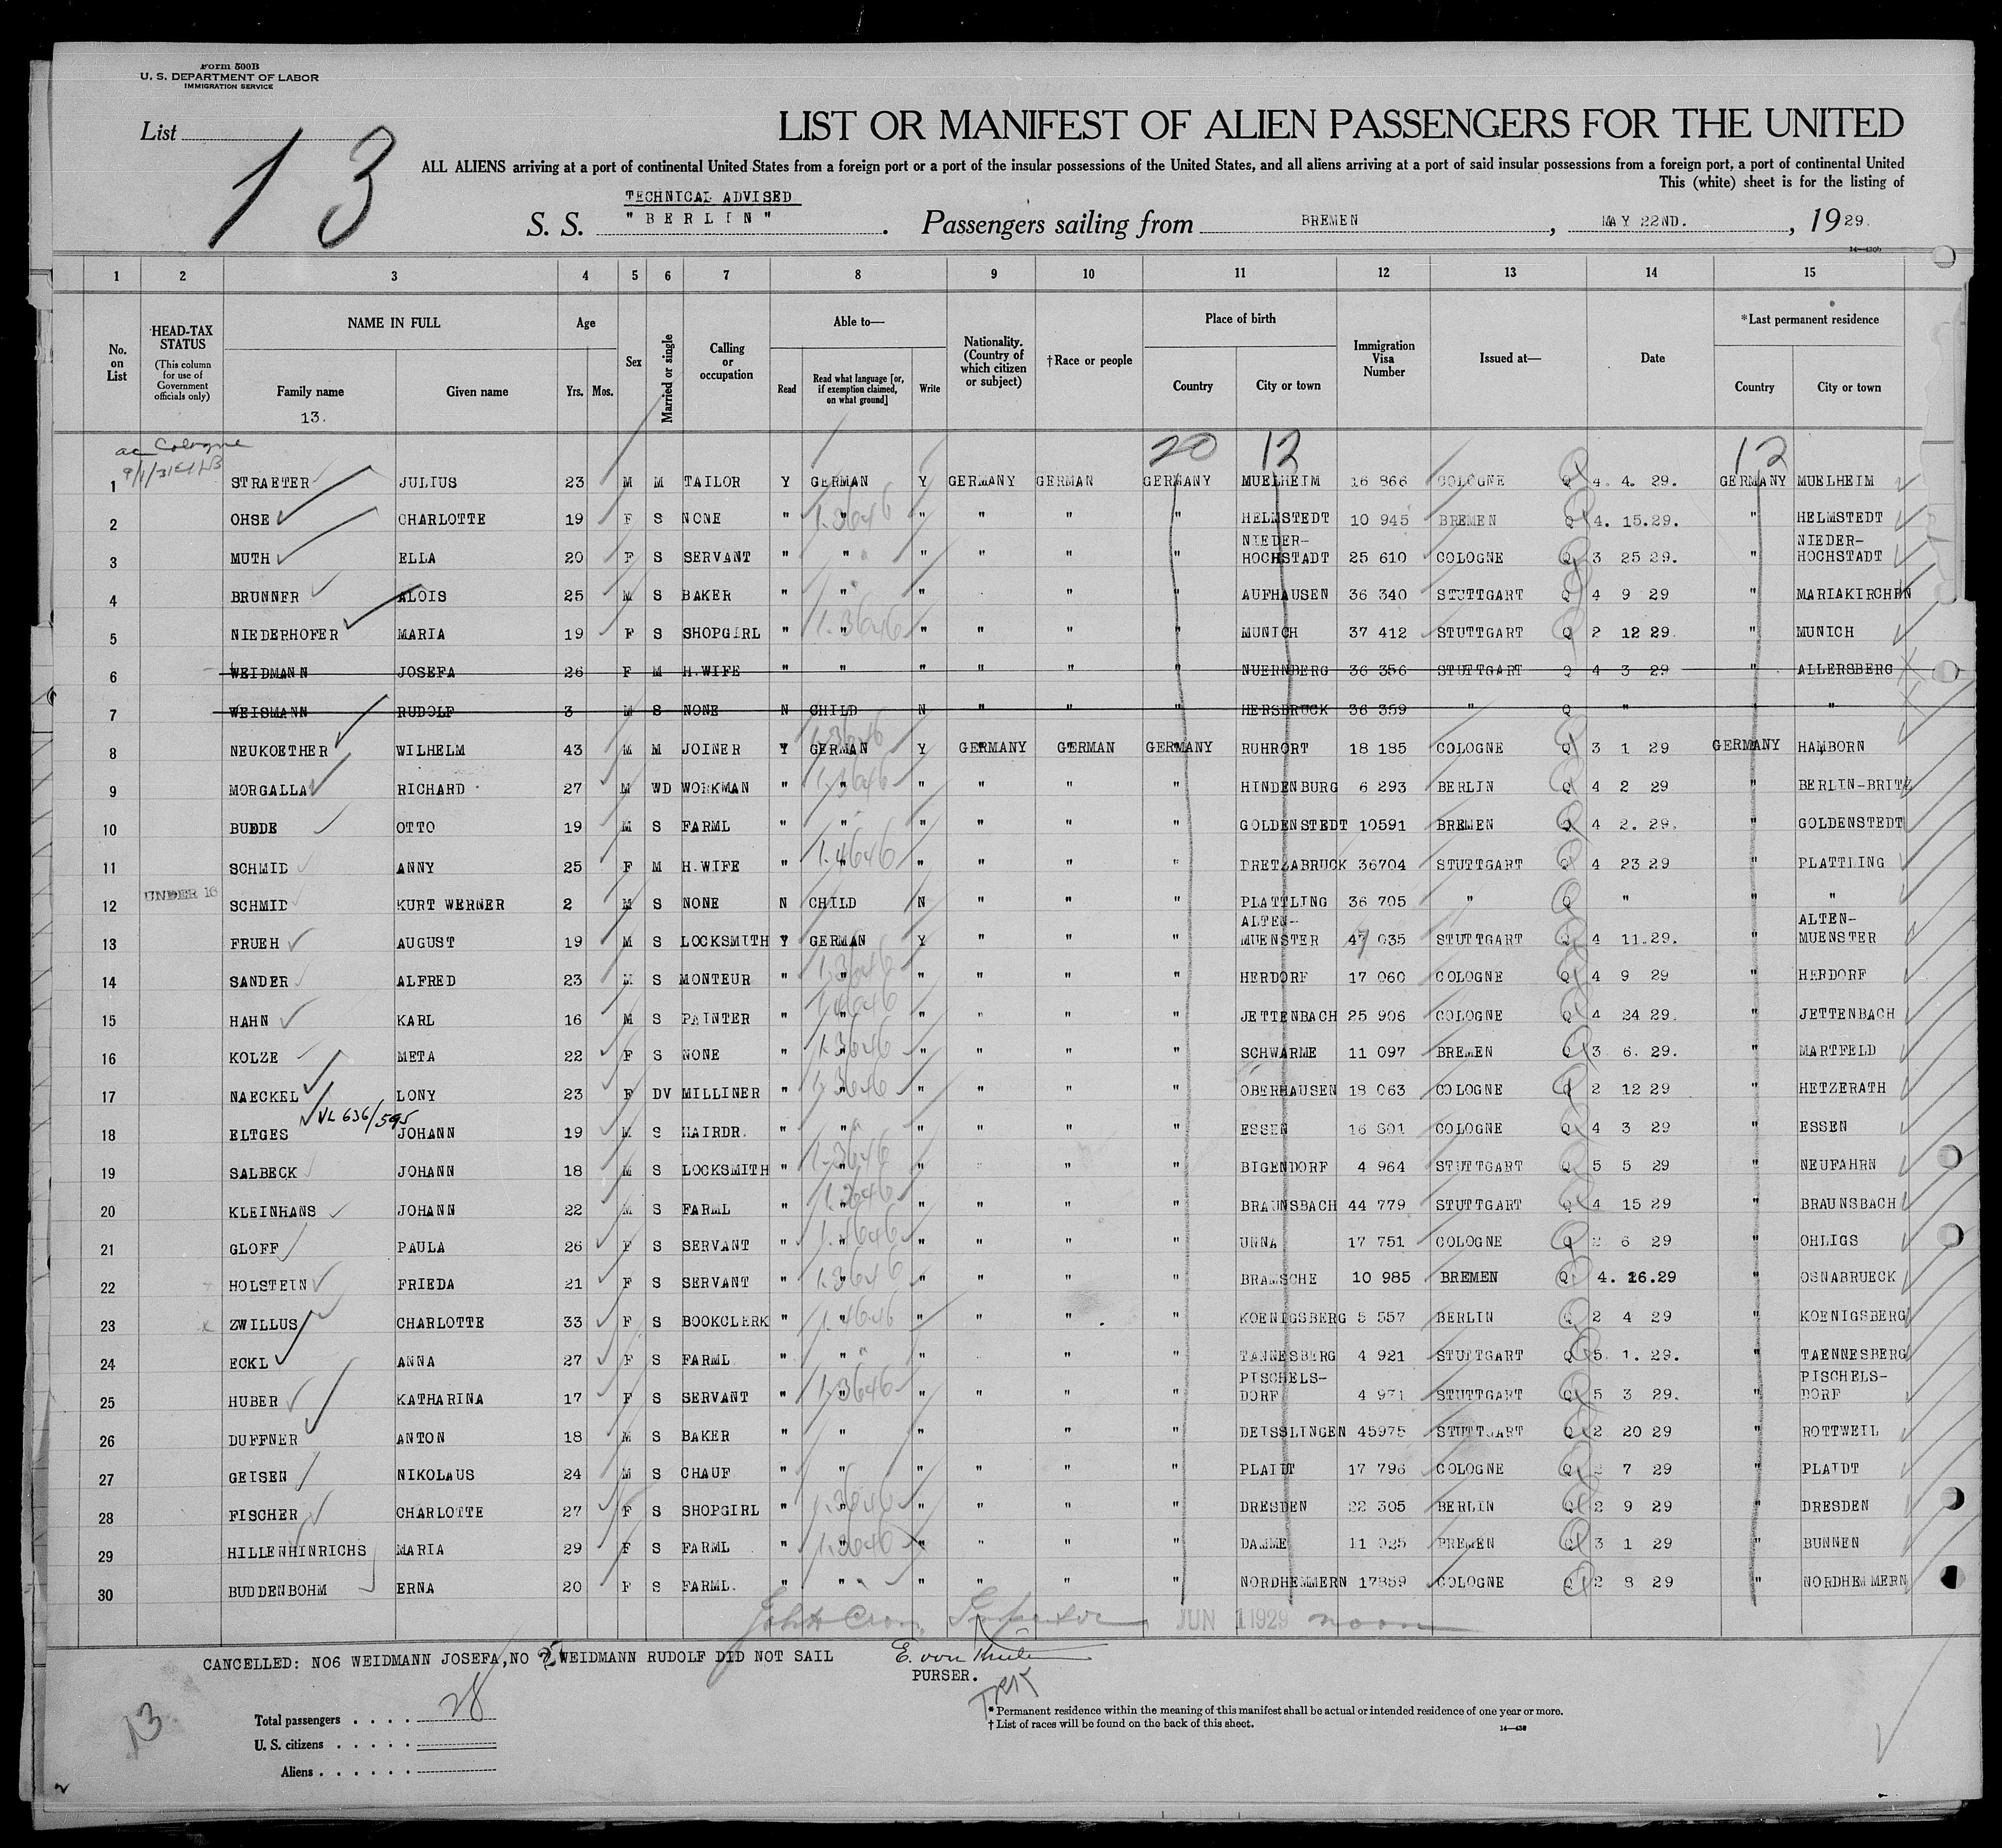 Form 500B
U. S. DEPARTMENT OF LABOR
IMMIGRATION SERVICE
List 13
LIST OR MANIFEST OF ALIEN PASSENGERS FOR THE UNITED
ALL ALIENS arriving at a port of continental United States from a foreign port or a port of the insular possessions of the United States, and all aliens arriving at a port of said insular possessions from a foreign port, a port of continental United
This (white) sheet is for the listing of
TECHNICAL ADVISED
S. S. "BERLIN". Passengers sailing from BREMEN, MAY 22ND., 1929.
14—430b
1 2 3 4 5 6 7 8 9 10 11 12 13 14 15
No. on List
HEAD-TAX STATUS
(This column for use of Government officials only)
NAME IN FULL
Family name
13.
Given name
Age
Yrs. Mos.
Sex
Married or single
Calling or occupation
Able to—
Read
Read what language [or, if exemption claimed, on what ground]
Write
Nationality. (Country of which citizen or subject)
†Race or people
Place of birth
Country
City or town
Immigration Visa Number
Issued at—
Date
*Last permanent residence
Country
City or town
Cologne
20 12 12
1 STRAETER JULIUS 23 M M TAILOR Y GERMAN Y GERMANY GERMAN GERMANY MUELHEIM 16 866 COLOGNE Q 4. 4. 29. GERMANY MUELHEIM
2 OHSE CHARLOTTE 19 F S NONE " " " " " " HELMSTEDT 10 945 BREMEN Q 4. 15.29. " HELMSTEDT
3 MUTH ELLA 20 F S SERVANT " " " " " " NIEDER-HOCHSTADT 25 610 COLOGNE Q 3 25 29. " NIEDER-HOCHSTADT
4 BRUNNER ALOIS 25 M S BAKER " " " " " AUFHAUSEN 36 340 STUTTGART Q 4 9 29 " MARIAKIRCHEN
5 NIEDERHOFER MARIA 19 F S SHOPGIRL " " " " " " MUNICH 37 412 STUTTGART Q 2 12 29. " MUNICH
6 WEIDMANN JOSEFA 26 F M H.WIFE " " " " " " NUERNBERG 36 356 STUTTGART Q 4 3 29 " ALLERSBERG
7 WEISMANN RUDOLF 3 M S NONE N CHILD N " " " HERSBRUCK 36 359 " Q " " "
8 NEUKOETHER WILHELM 43 M M JOINER Y GERMAN Y GERMANY GERMAN GERMANY RUHRORT 18 185 COLOGNE Q 3 1 29 GERMANY HAMBORN
9 MORGALLA RICHARD 27 M WD WORKMAN " " " " " " HINDENBURG 6 293 BERLIN Q 4 2 29 " BERLIN-BRITZ
10 BUDDE OTTO 19 M S FARML " " " " " " GOLDENSTEDT 10591 BREMEN Q 4 2. 29. " GOLDENSTEDT
11 SCHMID ANNY 25 F M H.WIFE " " " " " " PRETZABRUCK 36704 STUTTGART Q 4 23 29 " PLATTLING
UNDER 16
12 SCHMID KURT WERNER 2 M S NONE N CHILD N " " " PLATTLING 36 705 " Q " " "
13 FRUEH AUGUST 19 M S LOCKSMITH Y GERMAN Y " " " ALTEN-MUENSTER 47 035 STUTTGART Q 4 11.29. " ALTEN-MUENSTER
14 SANDER ALFRED 23 M S MONTEUR " " " " " " HERDORF 17 060 COLOGNE Q 4 9 29 " HERDORF
15 HAHN KARL 16 M S PAINTER " " " " " " JETTENBACH 25 906 COLOGNE Q 4 24 29. " JETTENBACH
16 KOLZE META 22 F S NONE " " " " " " SCHWARME 11 097 BREMEN Q 3. 6. 29. " MARTFELD
17 NAECKEL LONY 23 F DV MILLINER " " " " " " OBERHAUSEN 18 063 COLOGNE Q 2 12 29 " HETZERATH
VL 636/595
18 ELTGES JOHANN 19 M S HAIRDR. " " " " " " ESSEN 16 801 COLOGNE Q 4 3 29 " ESSEN
19 SALBECK JOHANN 18 M S LOCKSMITH " " " " " " BIGENDORF 4 964 STUTTGART Q 5 5 29 " NEUFAHRN
20 KLEINHANS JOHANN 22 M S FARML " " " " " " BRAUNSBACH 44 779 STUTTGART Q 4 15 29 " BRAUNSBACH
21 GLOFF PAULA 26 F S SERVANT " " " " " " UNNA 17 751 COLOGNE Q 6 29 " OHLIGS
22 HOLSTEIN FRIEDA 21 F S SERVANT " " " " " " BRAMSCHE 10 985 BREMEN Q 4. 16.29 " OSNABRUECK
23 ZWILLUS CHARLOTTE 33 F S BOOKCLERK " " " " " " KOENIGSBERG 5 557 BERLIN Q 2 4 29 " KOENIGSBERG
24 ECKL ANNA 27 F S FARML " " " " " TANNESBERG 4 921 STUTTGART Q 5. 1. 29. " TAENNESBERG
25 HUBER KATHARINA 17 F S SERVANT " " " " " " PISCHELS-DORF 4 971 STUTTGART Q 5 3 29. " PISCHELS-DORF
26 DUFFNER ANTON 18 M S BAKER " " " " " DEISSLINGEN 45975 STUTTGART Q 2 20 29 " ROTTWEIL
27 GEISEN NIKOLAUS 24 M S CHAUF " " " " " " PLAIDT 17 796 COLOGNE Q 7 29 " PLAIDT
28 FISCHER CHARLOTTE 27 F S SHOPGIRL " " " " " " DRESDEN 22 305 BERLIN Q 2 9 29 " DRESDEN
29 HILLENHINRICHS MARIA 29 F S FARML " " " " " " DAMME 11 025 BREMEN Q 3 1 29 " BUNNEN
30 BUDDENBOHM ERNA 20 F S FARML. " " " " " " NORDHEMMERN 17859 COLOGNE Q 2 8 29 " NORDHEMMERN
JUN 1 1929 noon
CANCELLED: NO6 WEIDMANN JOSEFA, NO 7 WEIDMANN RUDOLF DID NOT SAIL
PURSER.
13
Total passengers . . . . 28
U. S. citizens . . . . .
Aliens . . . . . .
* Permanent residence within the meaning of this manifest shall be actual or intended residence of one year or more.
† List of races will be found on the back of this sheet.
14—430